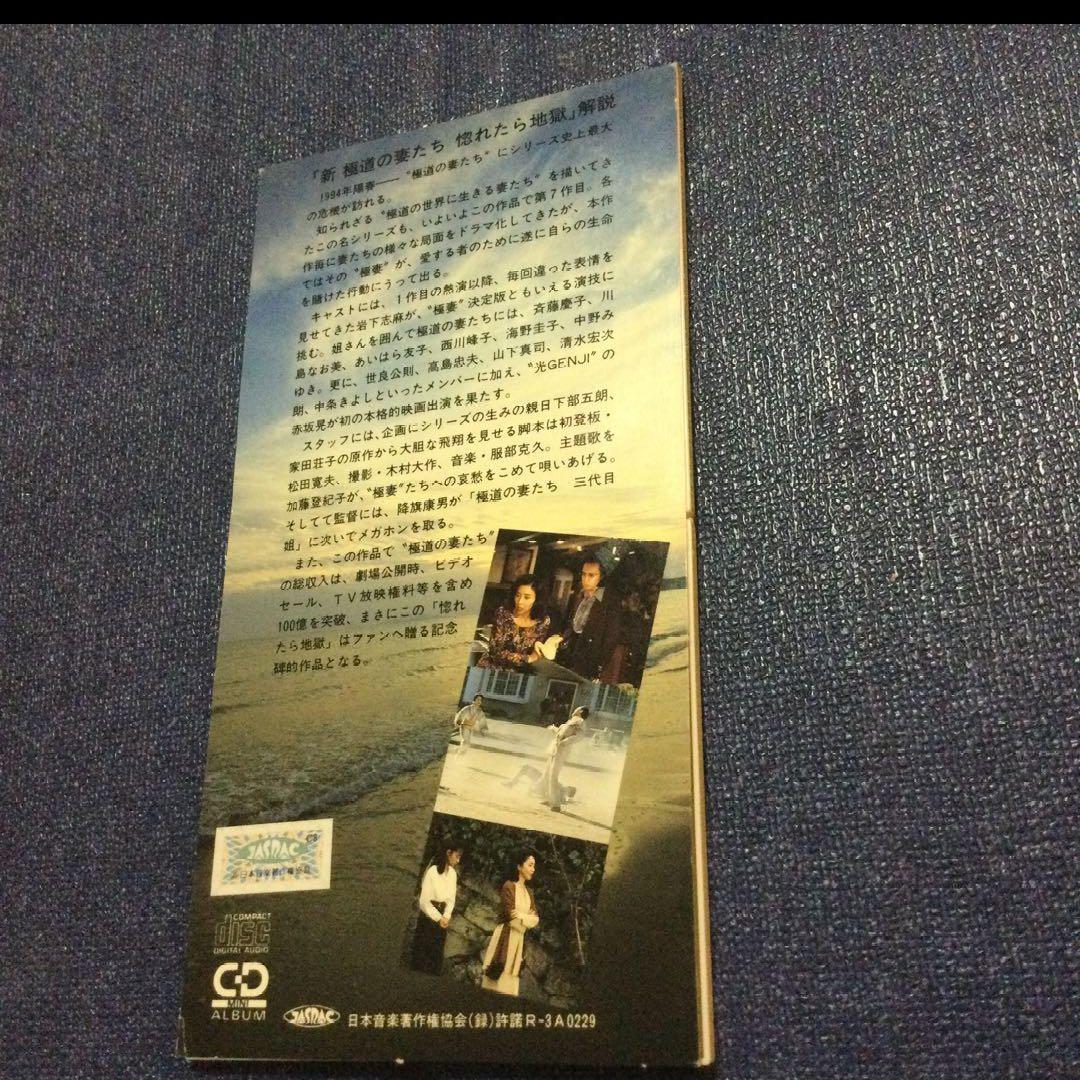 「新 極道の妻たち 惚れたら地獄」解説
1994年陽春——〝極道の妻たち〟にシリーズ史上最大
の危機が訪れる。
知られざる〝極道の世界に生きる妻たち〟を描いてき
たこの名シリーズも、いよいよこの作品で第7作目。各
作毎に妻たちの様々な局面をドラマ化してきたが、本作
ではその〝極妻〟が、愛する者のために遂に自らの生命
を賭けた行動にうって出る。
キャストには、1作目の熱演以降、毎回違った表情を
見せてきた岩下志麻が、〝極妻〟決定版ともいえる演技に
挑む。姐さんを囲んで極道の妻たちには、斉藤慶子、川
島なお美、あいはら友子、西川峰子、海野圭子、中野み
ゆき。更に、世良公則、高島忠夫、山下真司、清水宏次
朗、中条きよしといったメンバーに加え、〝光GENJI〟の
赤坂晃が初の本格的映画出演を果たす。
スタッフには、企画にシリーズの生みの親日下部五朗、
家田荘子の原作から大胆な飛翔を見せる脚本は初登板・
松田寛夫、撮影・木村大作、音楽・服部克久。主題歌を
加藤登紀子が、〝極妻〟たちへの哀愁をこめて唄いあげる。
そしてて監督には、降旗康男が「極道の妻たち 三代目
姐」に次いでメガホンを取る。
また、この作品で〝極道の妻たち〟
の総収入は、劇場公開時、ビデオ
セール、TV放映権料等を含め
100億を突破、まさにこの「惚れ
たら地獄」はファンへ贈る記念
碑的作品となる。
JASRAC
COMPACT
disc
DIGITAL AUDIO
CD
MINI
ALBUM
JASRAC 日本音楽著作権協会(録)許諾R-3A0229